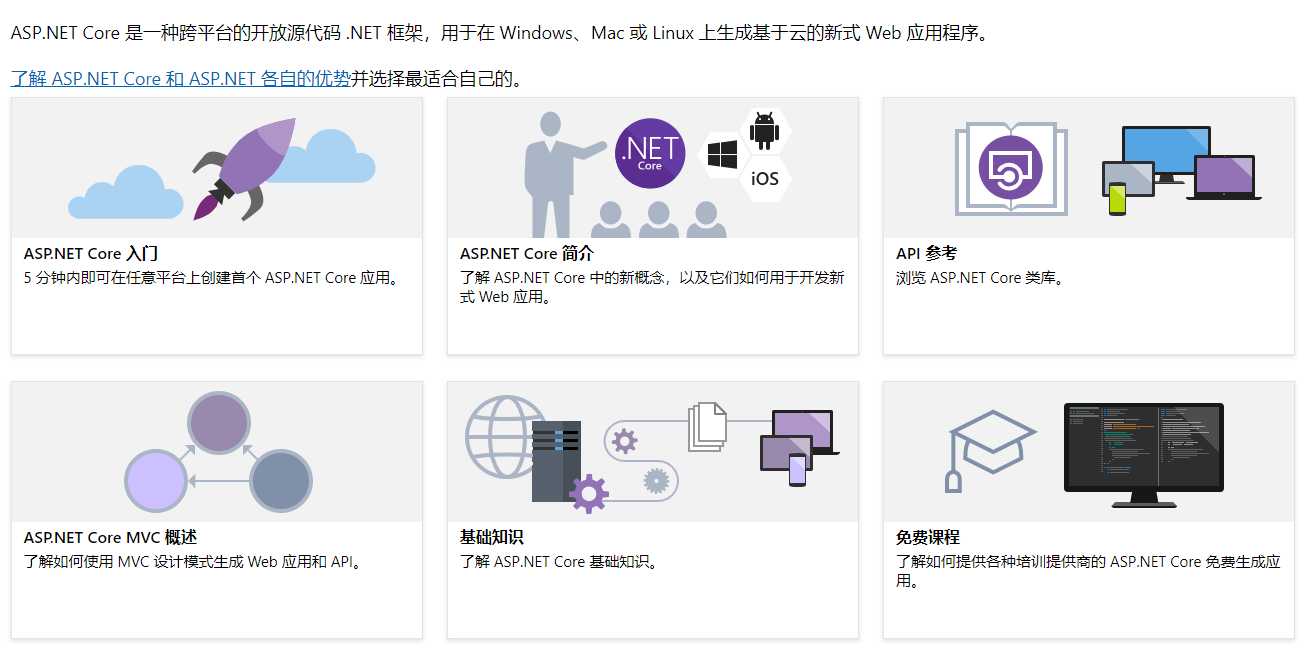 ASP.NET Core 是一种跨平台的开放源代码 .NET 框架，用于在 Windows、Mac 或 Linux 上生成基于云的新式 Web 应用程序。
了解 ASP.NET Core 和 ASP.NET 各自的优势并选择最适合自己的。
ASP.NET Core 入门
5 分钟内即可在任意平台上创建首个 ASP.NET Core 应用。
.NET
Core
iOS
ASP.NET Core 简介
了解 ASP.NET Core 中的新概念，以及它们如何用于开发新
式 Web 应用。
API 参考
浏览 ASP.NET Core 类库。
ASP.NET Core MVC 概述
了解如何使用 MVC 设计模式生成 Web 应用和 API。
基础知识
了解 ASP.NET Core 基础知识。
免费课程
了解如何提供各种培训提供商的 ASP.NET Core 免费生成应
用。